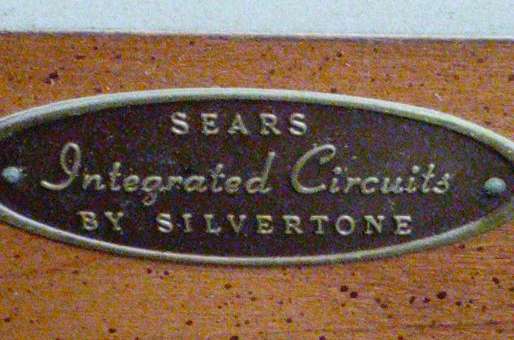 SEARS
Integrated Circuits
BY SILVERTONE